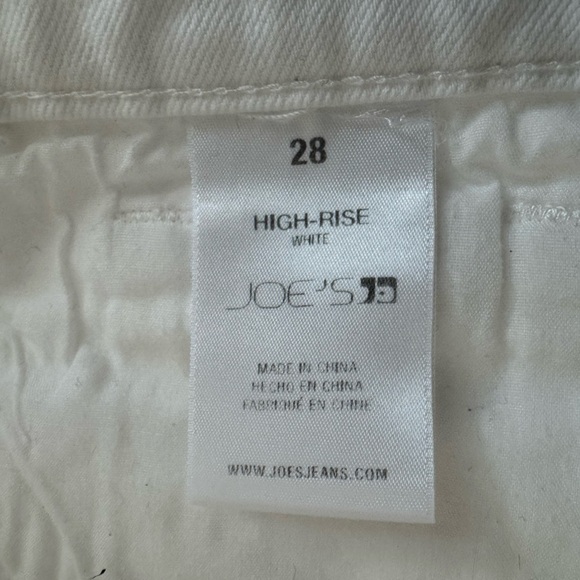 28
HIGH-RISE
WHITE
JOE'S
MADE IN CHINA
HECHO EN CHINA
FABRIQUÉ EN CHINE
WWW.JOESJEANS.COM